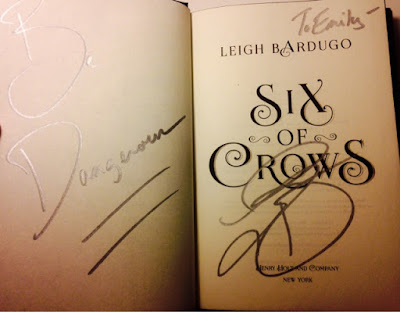 Be
Dangerous
To Emily-
LEIGH BARDUGO
SIX
OF
CROWS
HENRY HOLT AND COMPANY
NEW YORK